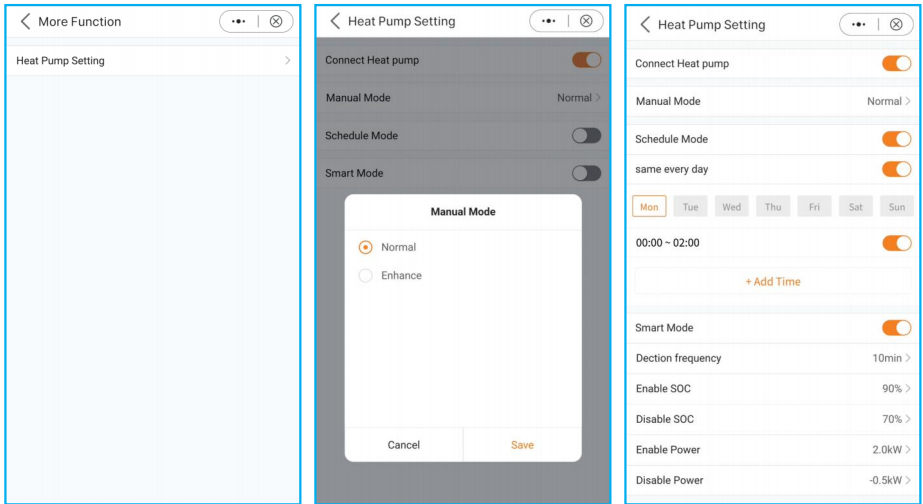 More Function
Heat Pump Setting
Heat Pump Setting
Connect Heat pump
Manual Mode Normal
Schedule Mode
Smart Mode
Manual Mode
Normal
Enhance
Cancel Save
Heat Pump Setting
Connect Heat pump
Manual Mode Normal
Schedule Mode
same every day
Mon Tue Wed Thu Fri Sat Sun
00:00 ~ 02:00
+ Add Time
Smart Mode
Dection frequency 10min
Enable SOC 90%
Disable SOC 70%
Enable Power 2.0kW
Disable Power -0.5kW